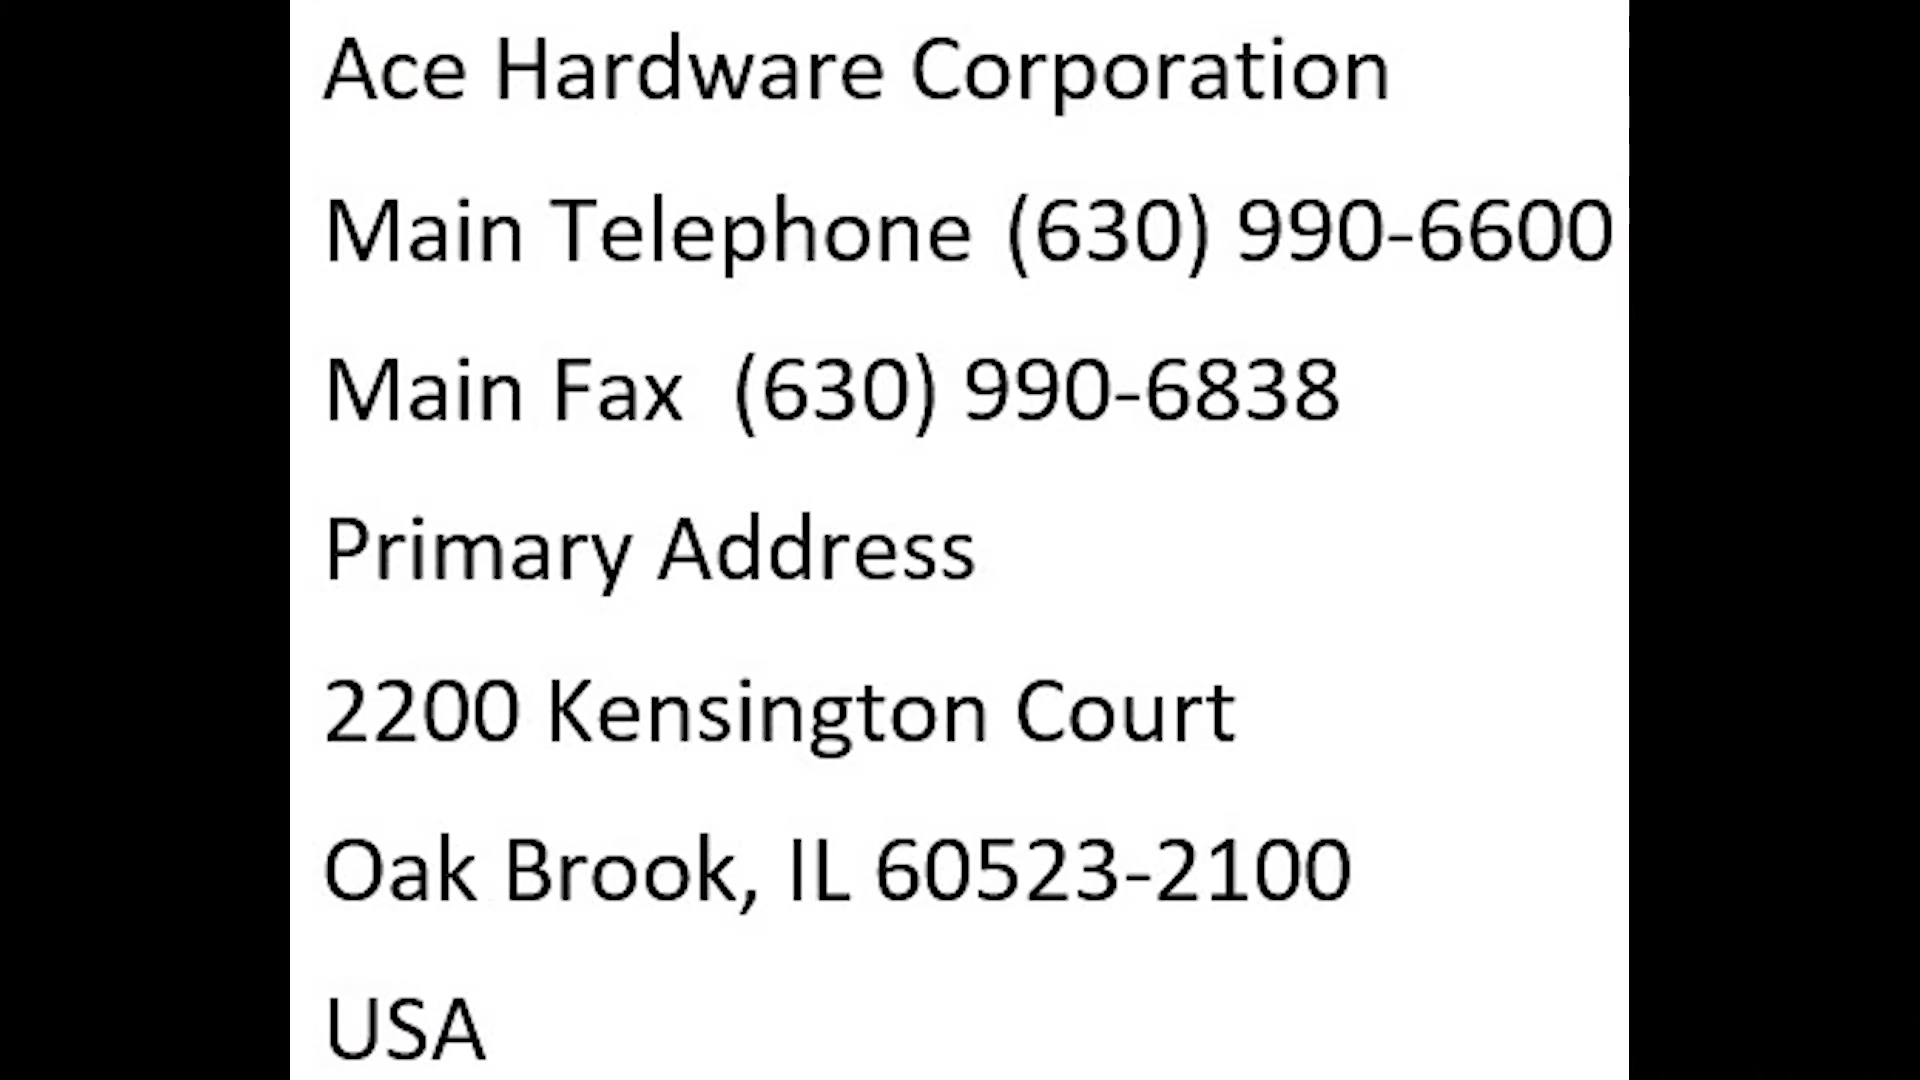 Ace Hardware Corporation
Main Telephone (630) 990-6600
Main Fax (630) 990-6838
Primary Address
2200 Kensington Court
Oak Brook, IL 60523-2100
USA